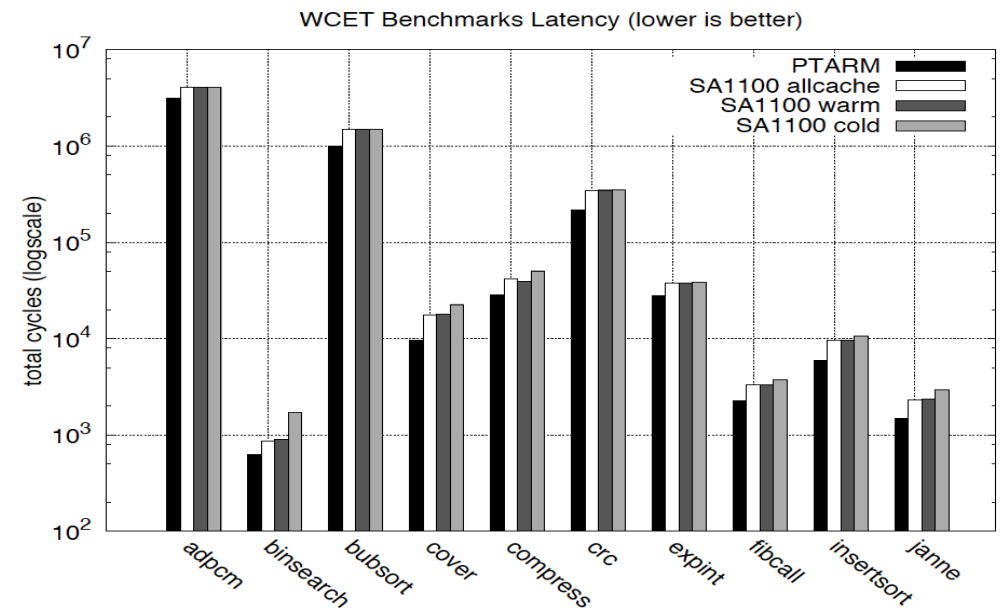 WCET Benchmarks Latency (lower is better)
10^7
10^6
10^5
10^4
10^3
10^2
total cycles (logscale)
PTARM
SA1100 allcache
SA1100 warm
SA1100 cold
adpcm
binsearch
bubsort
cover
compress
crc
expint
fibcall
insertsort
janne